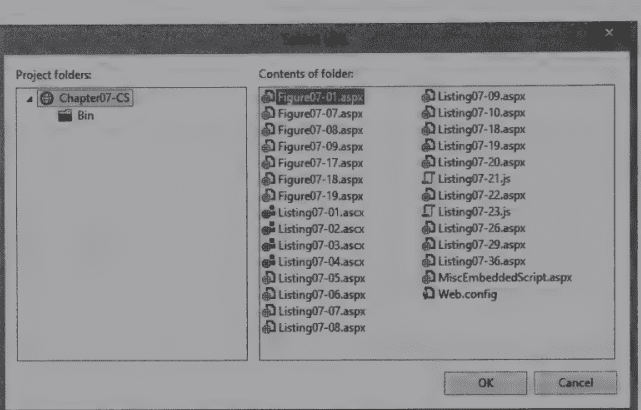 ×
Project folders:
Chapter07-CS
Bin
Contents of folder:
Figure07-01.aspx
Figure07-07.aspx
Figure07-08.aspx
Figure07-09.aspx
Figure07-17.aspx
Figure07-18.aspx
Figure07-19.aspx
Listing07-01.ascx
Listing07-02.ascx
Listing07-03.ascx
Listing07-04.ascx
Listing07-05.aspx
Listing07-06.aspx
Listing07-07.aspx
Listing07-08.aspx
Listing07-09.aspx
Listing07-10.aspx
Listing07-18.aspx
Listing07-19.aspx
Listing07-20.aspx
Listing07-21.js
Listing07-22.aspx
Listing07-23.js
Listing07-26.aspx
Listing07-29.aspx
Listing07-36.aspx
MiscEmbeddedScript.aspx
Web.config
OK
Cancel